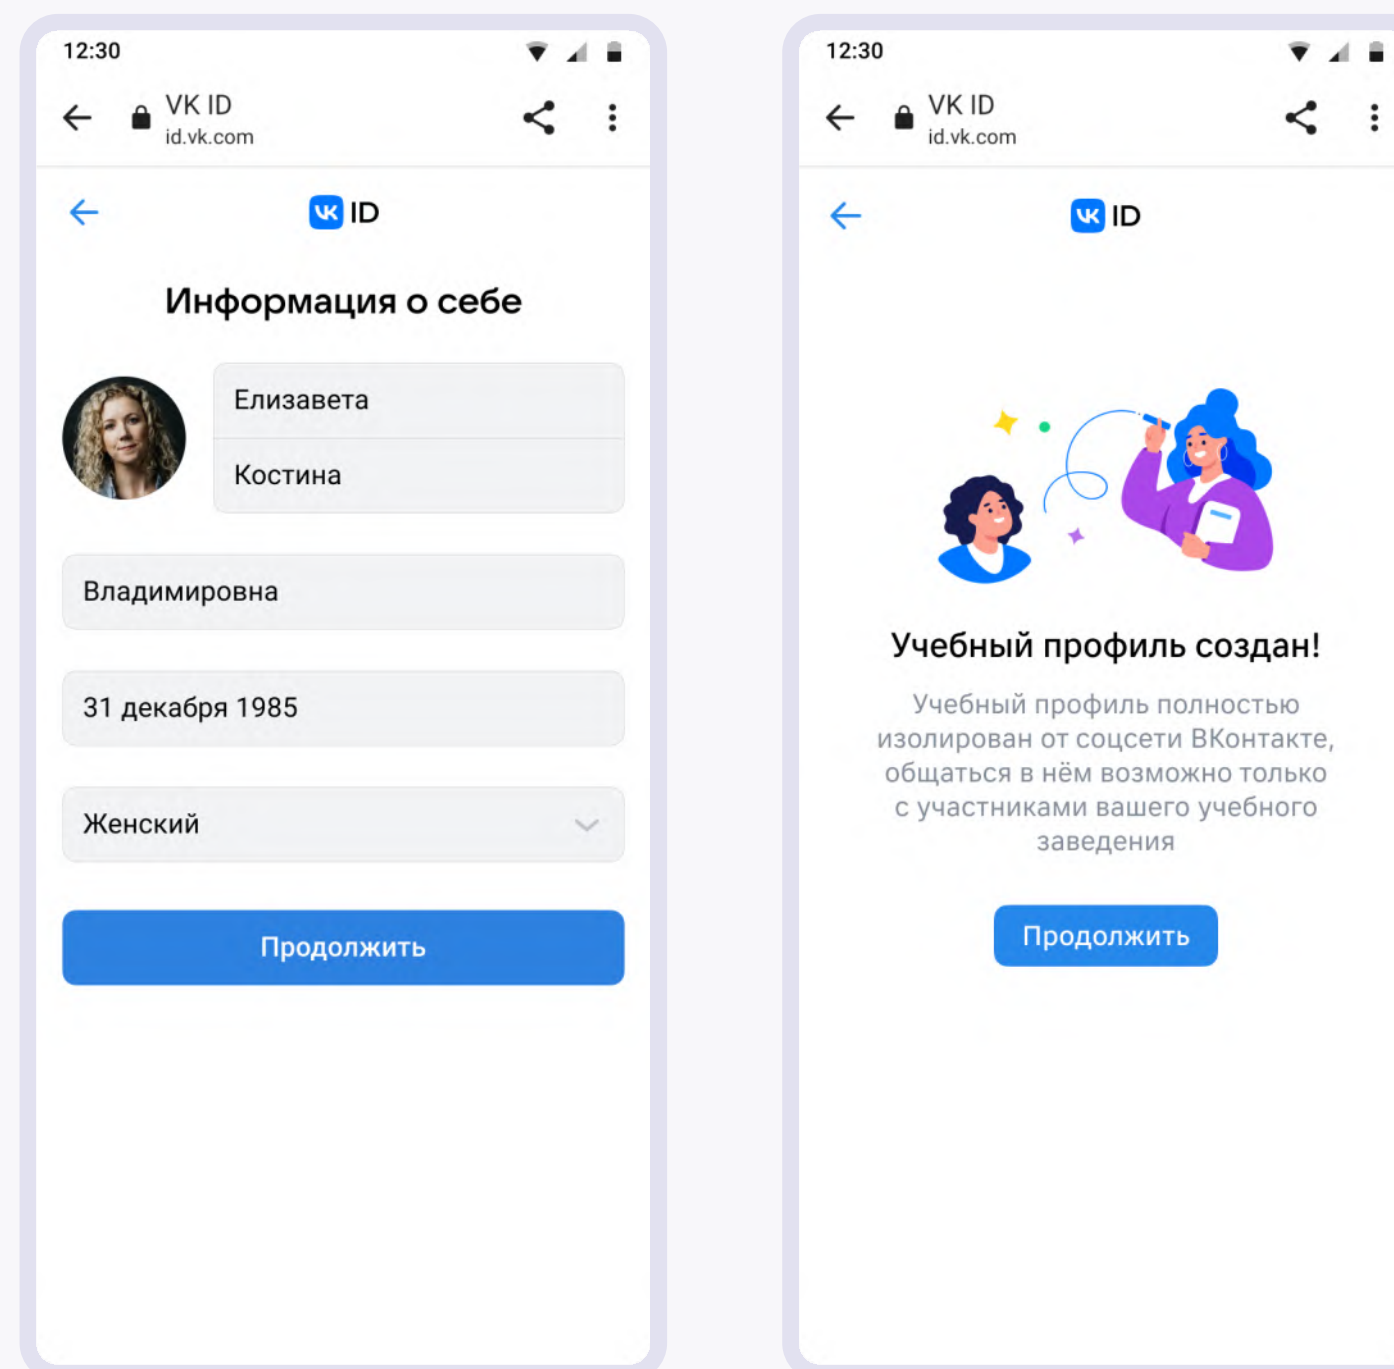 12:30
VK ID
id.vk.com
VK ID
Информация о себе
Елизавета
Костина
Владимировна
31 декабря 1985
Женский
Продолжить
12:30
VK ID
id.vk.com
VK ID
Учебный профиль создан!
Учебный профиль полностью
изолирован от соцсети ВКонтакте,
общаться в нём возможно только
с участниками вашего учебного
заведения
Продолжить